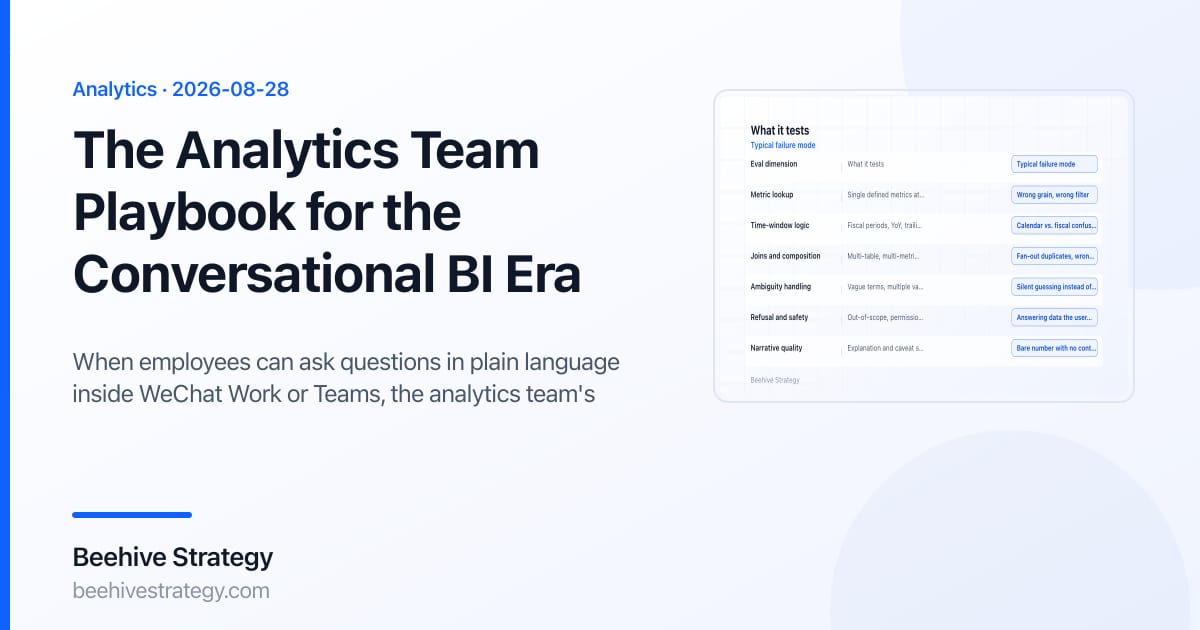 Analytics · 2026-08-28
The Analytics Team
Playbook for the
Conversational BI Era
When employees can ask questions in plain language
inside WeChat Work or Teams, the analytics team's
Beehive Strategy
beehivestrategy.com
What it tests
Typical failure mode
Eval dimension What it tests Typical failure mode
Metric lookup Single defined metrics at... Wrong grain, wrong filter
Time-window logic Fiscal periods, YoY, traili... Calendar vs. fiscal confus...
Joins and composition Multi-table, multi-metri... Fan-out duplicates, wron...
Ambiguity handling Vague terms, multiple va... Silent guessing instead of...
Refusal and safety Out-of-scope, permissio... Answering data the user...
Narrative quality Explanation and caveat s... Bare number with no cont...
Beehive Strategy